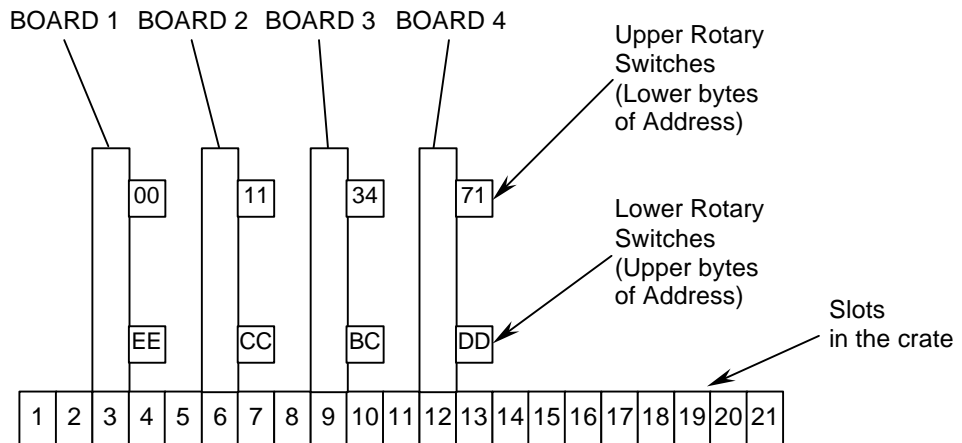 BOARD 1 BOARD 2 BOARD 3 BOARD 4
Upper Rotary
Switches
(Lower bytes
of Address)
00 11 34 71
Lower Rotary
Switches
(Upper bytes
of Address)
EE CC BC DD
Slots
in the crate
1 2 3 4 5 6 7 8 9 10 11 12 13 14 15 16 17 18 19 20 21